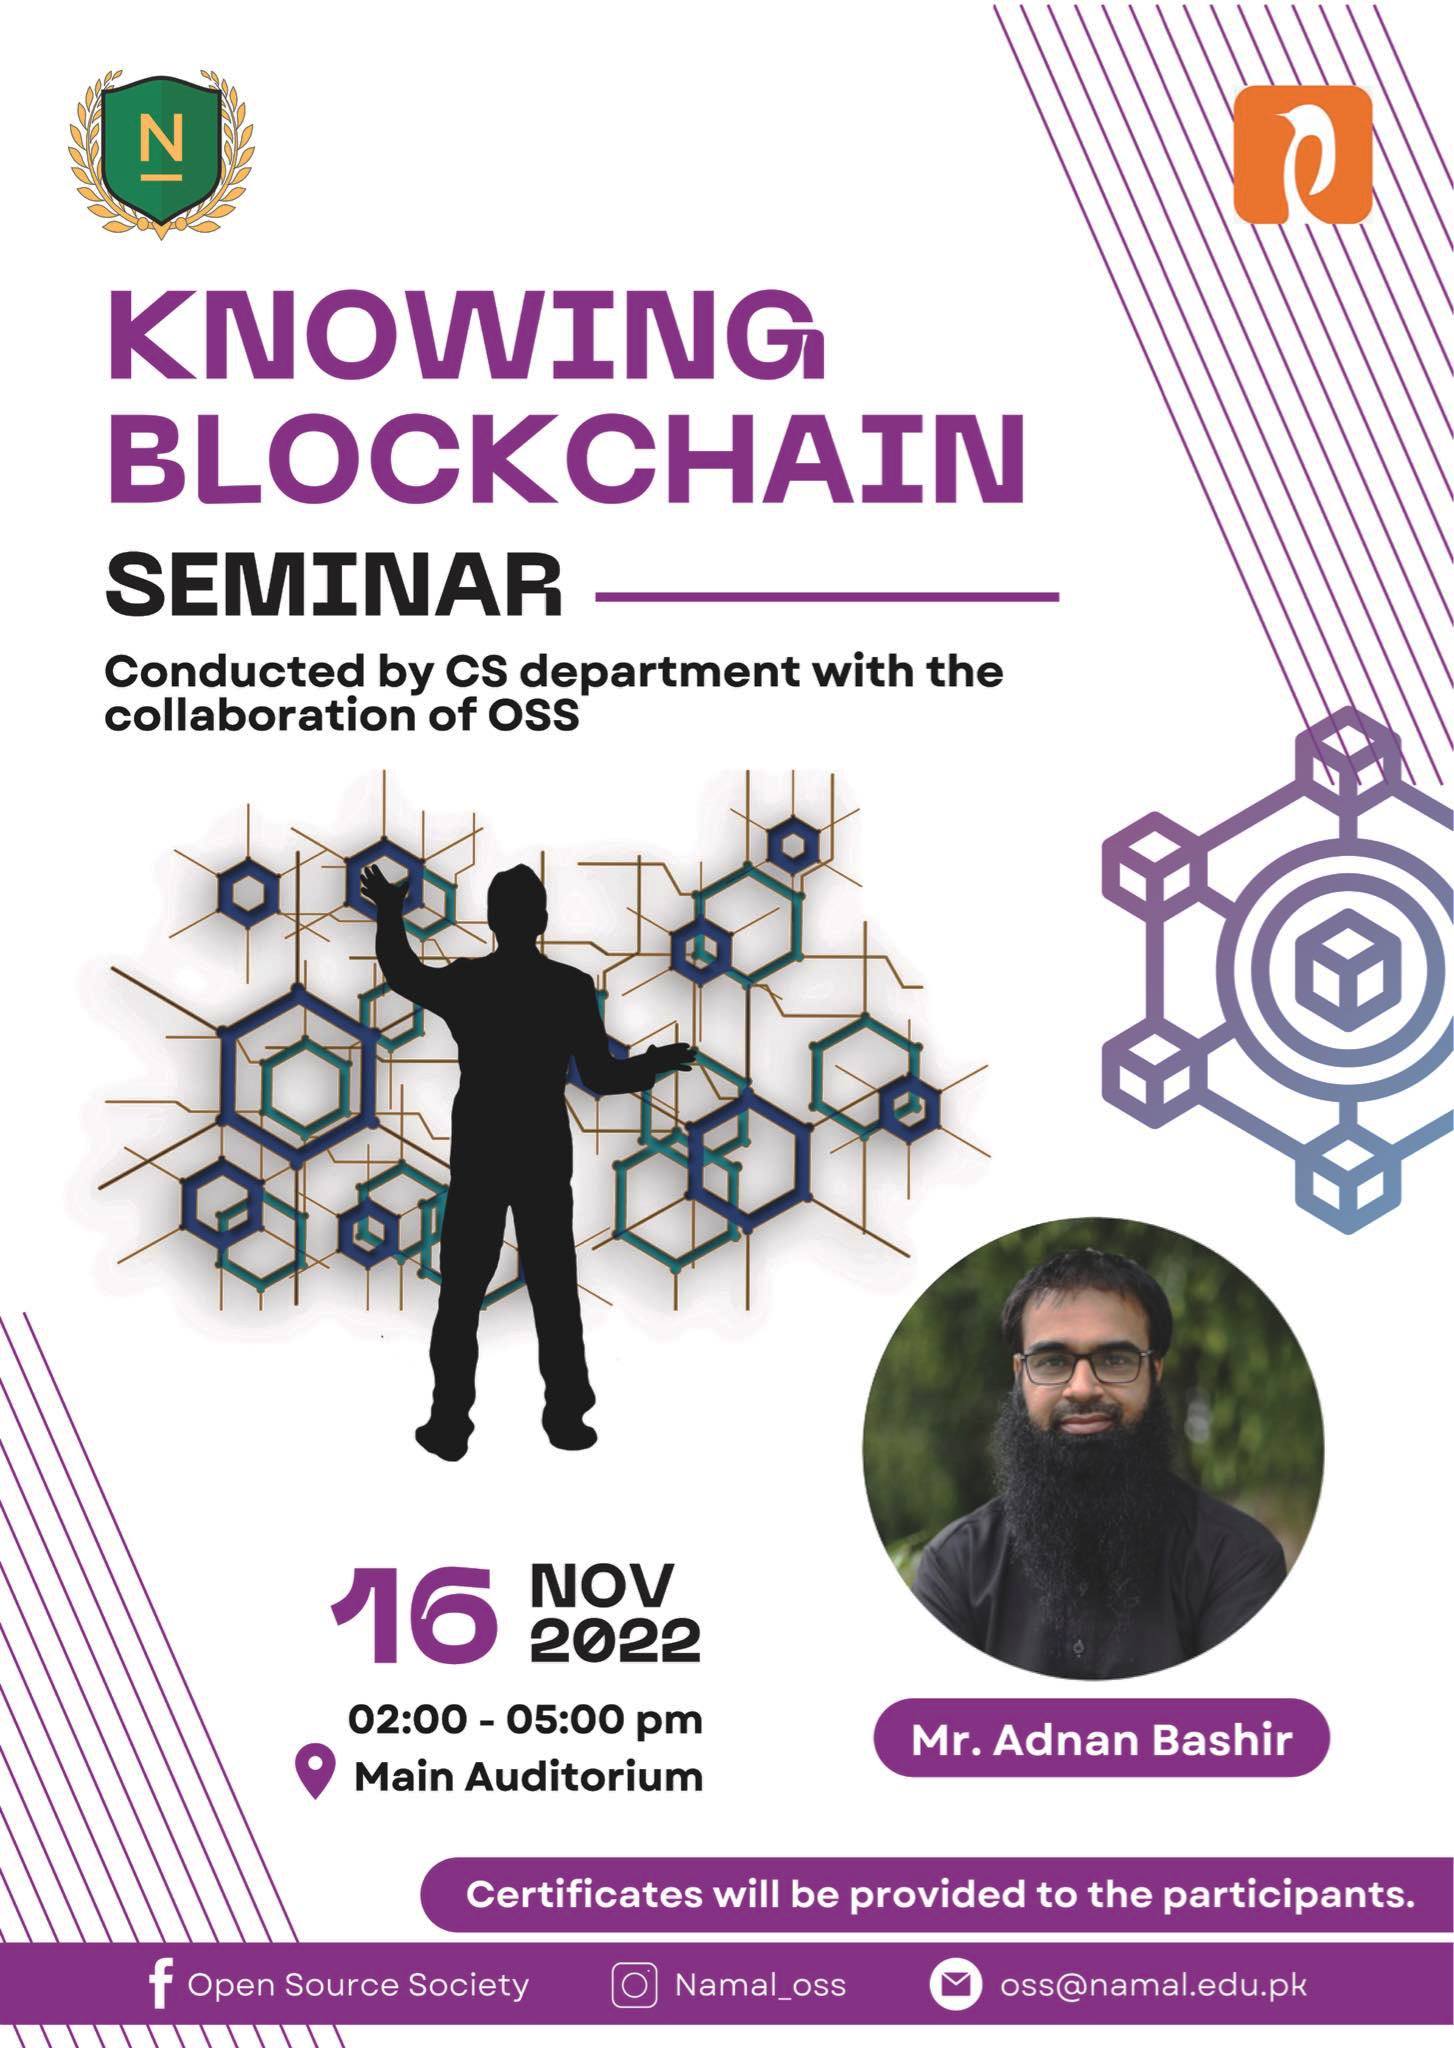 N
KNOWING
BLOCKCHAIN
SEMINAR
Conducted by CS department with the
collaboration of OSS
16 NOV
2022
02:00 - 05:00 pm
Main Auditorium
Mr. Adnan Bashir
Certificates will be provided to the participants.
Open Source Society Namal_oss oss@namal.edu.pk